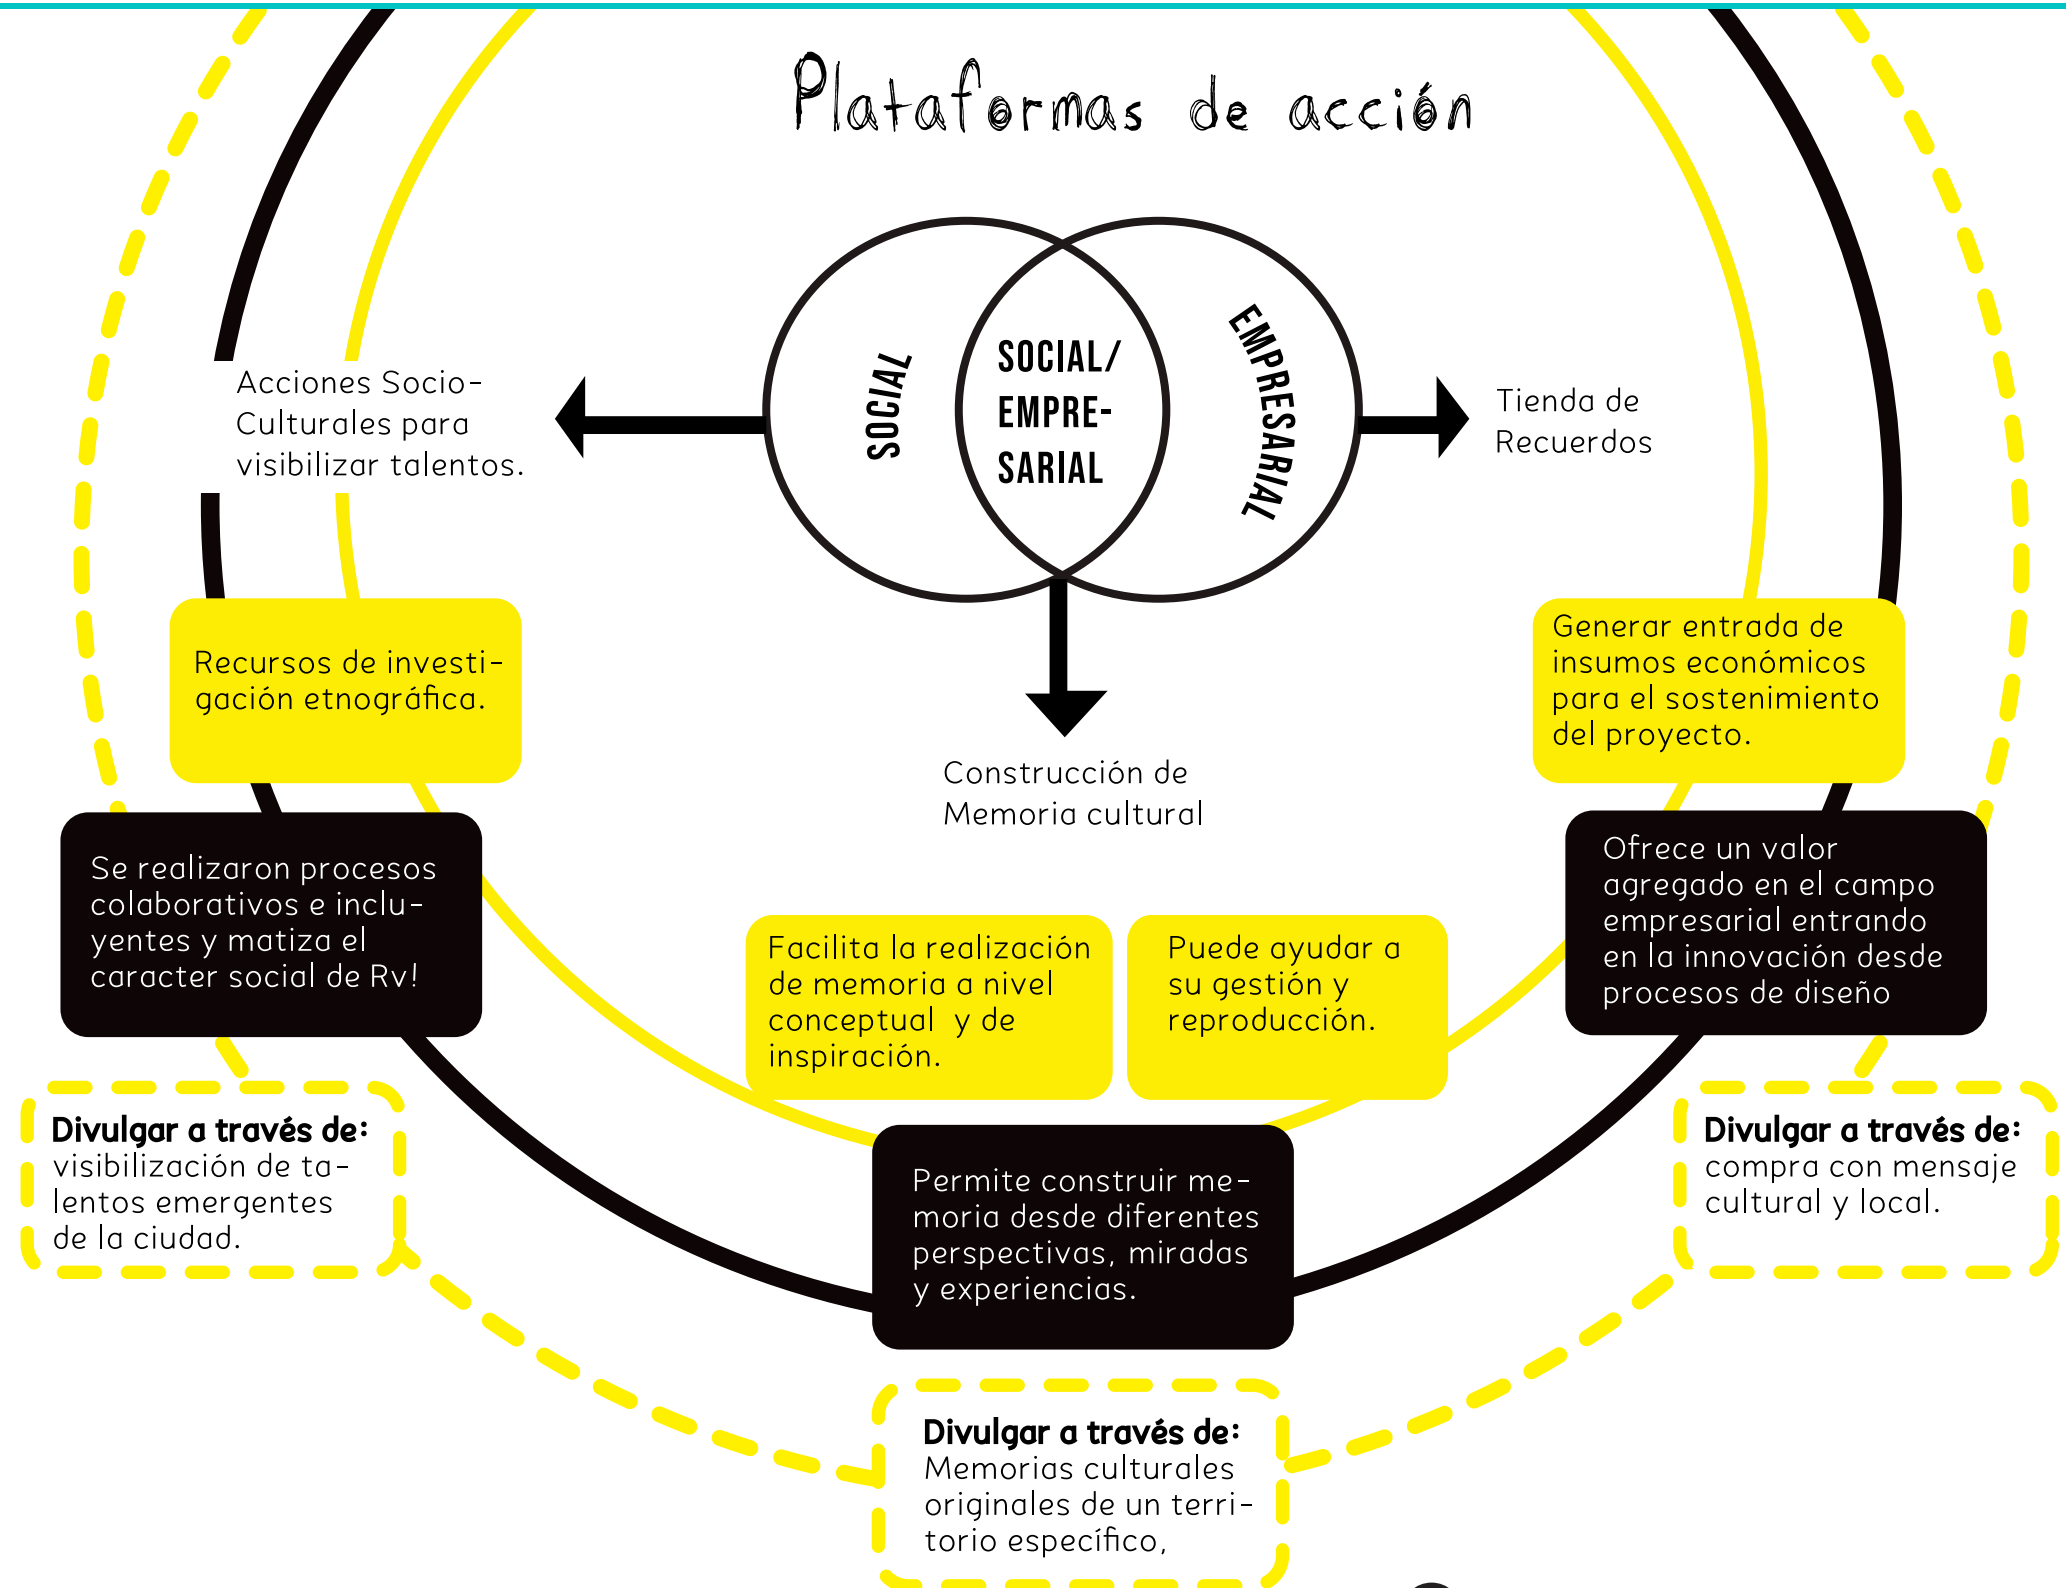 Plataformas de acción
SOCIAL
SOCIAL/
EMPRE-
SARIAL
EMPRESARIAL
Acciones Socio-
Culturales para
visibilizar talentos.
Tienda de
Recuerdos
Construcción de
Memoria cultural
Recursos de investi-
gación etnográfica.
Generar entrada de
insumos económicos
para el sostenimiento
del proyecto.
Se realizaron procesos
colaborativos e inclu-
yentes y matiza el
caracter social de Rv!
Facilita la realización
de memoria a nivel
conceptual y de
inspiración.
Puede ayudar a
su gestión y
reproducción.
Ofrece un valor
agregado en el campo
empresarial entrando
en la innovación desde
procesos de diseño
Divulgar a través de:
visibilización de ta-
lentos emergentes
de la ciudad.
Permite construir me-
moria desde diferentes
perspectivas, miradas
y experiencias.
Divulgar a través de:
compra con mensaje
cultural y local.
Divulgar a través de:
Memorias culturales
originales de un terri-
torio específico,